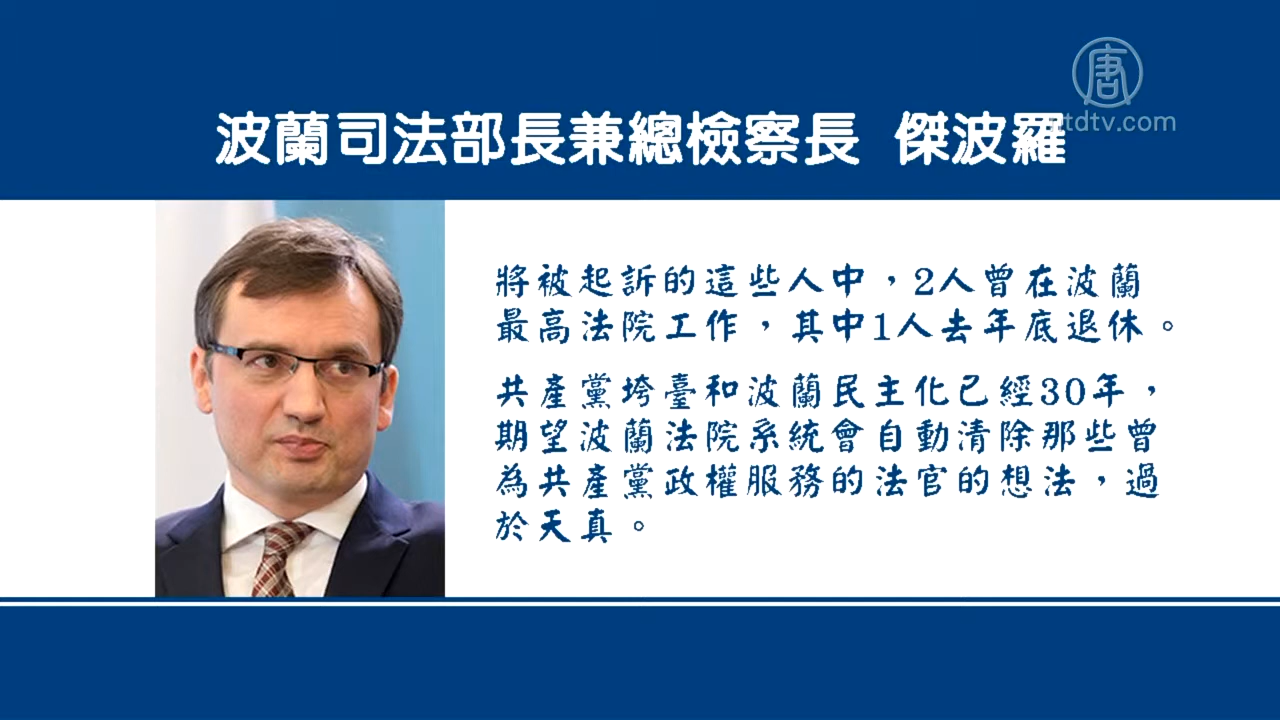 唐
ntdtv.com
波蘭司法部長兼總檢察長 傑波羅
將被起訴的這些人中，2人曾在波蘭
最高法院工作，其中1人去年底退休。
共產黨垮臺和波蘭民主化已經30年，
期望波蘭法院系統會自動清除那些曾
為共產黨政權服務的法官的想法，過
於天真。